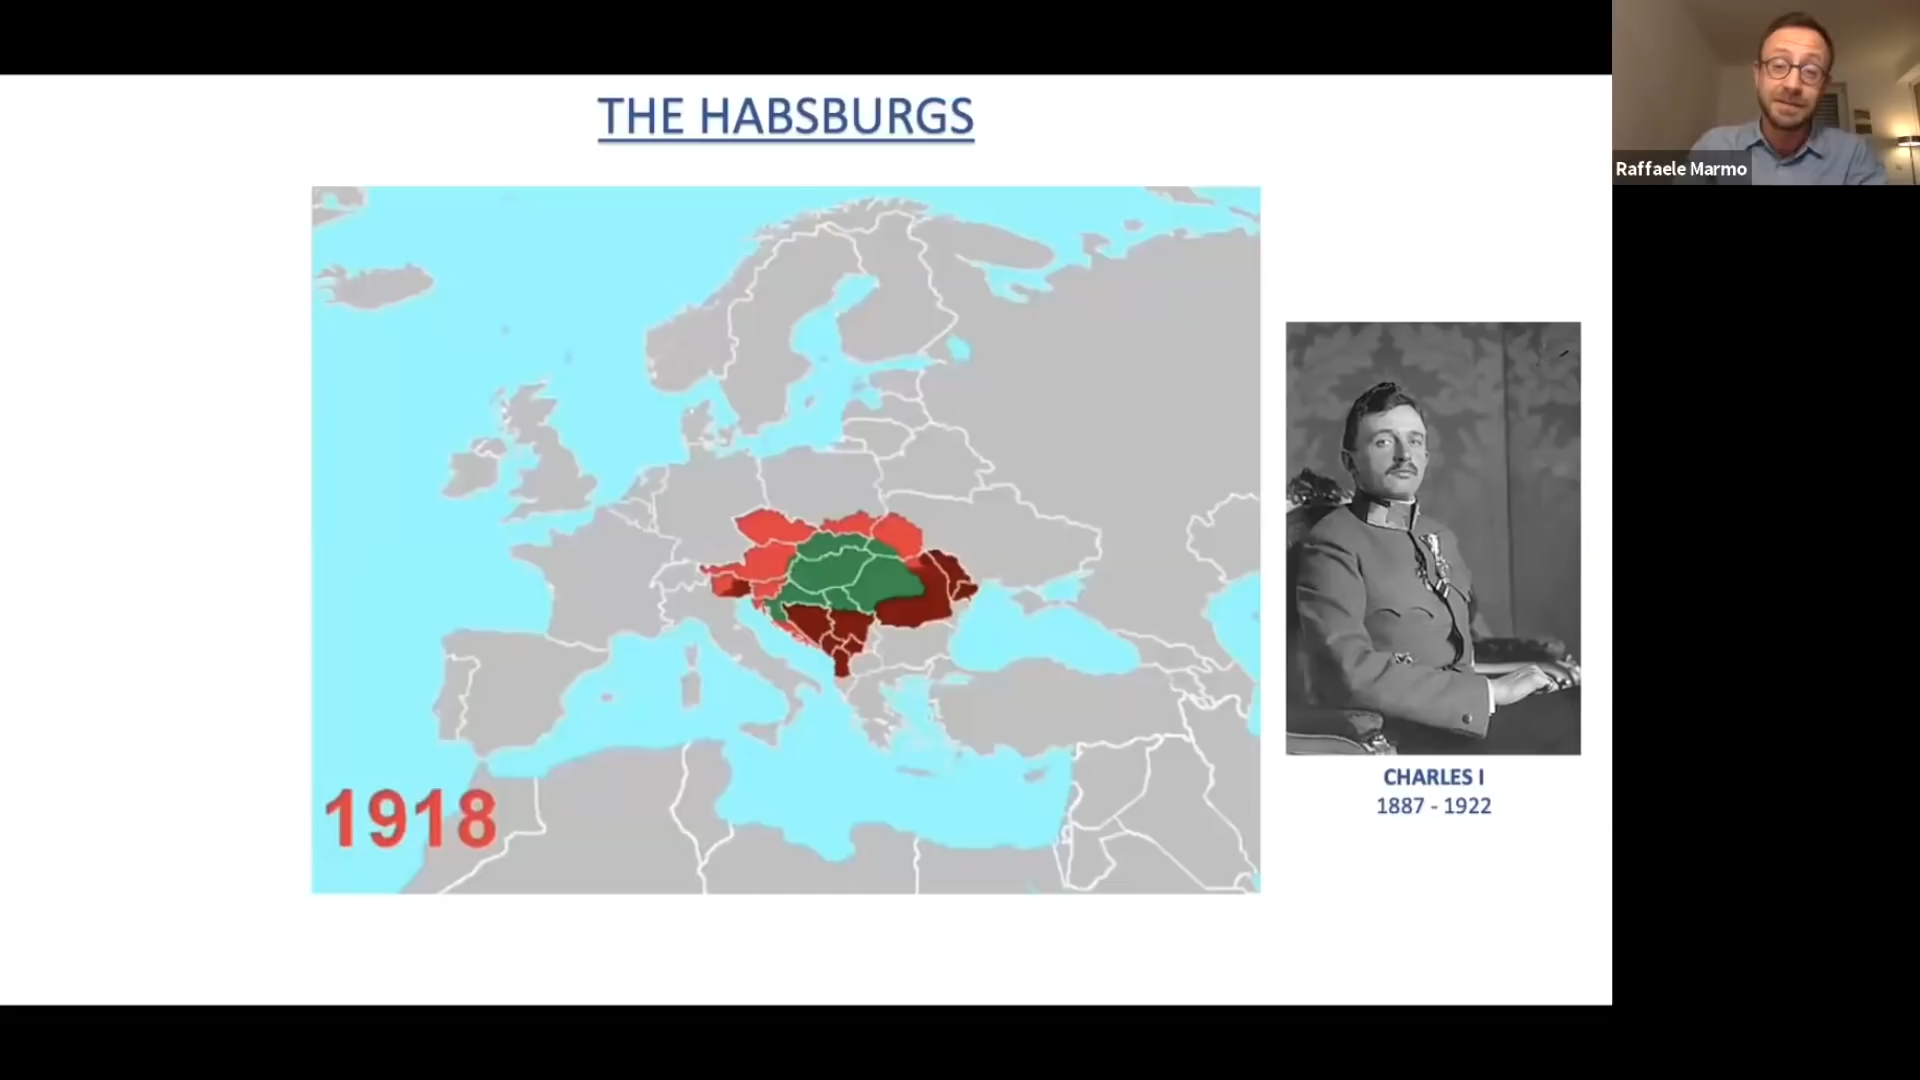 THE HABSBURGS
Raffaele Marmo
1918
CHARLES I
1887 - 1922